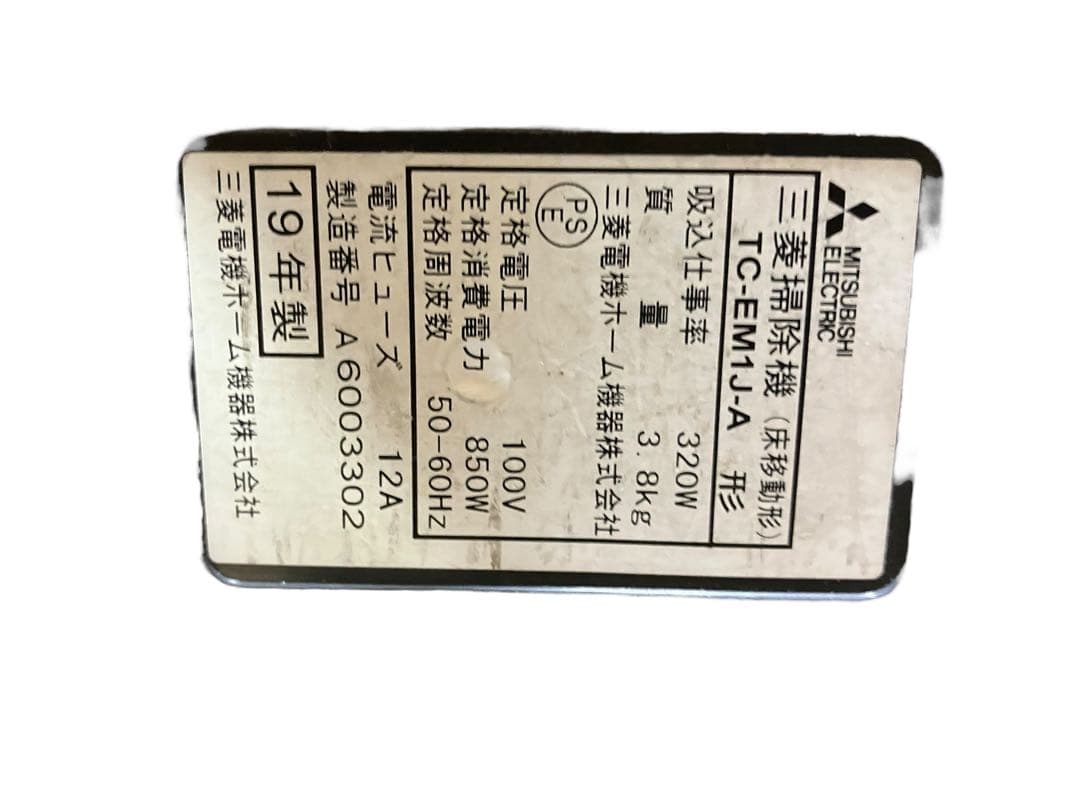 MITSUBISHI
ELECTRIC
三菱掃除機（床移動形）
TC-EM1J-A 形
吸込仕事率 320W
質量 3.8kg
三菱電機ホーム機器株式会社
PS
E
定格電圧 100V
定格消費電力 850W
定格周波数 50-60Hz
電流ヒューズ 12A
製造番号 A6003302
19年製
三菱電機ホーム機器株式会社